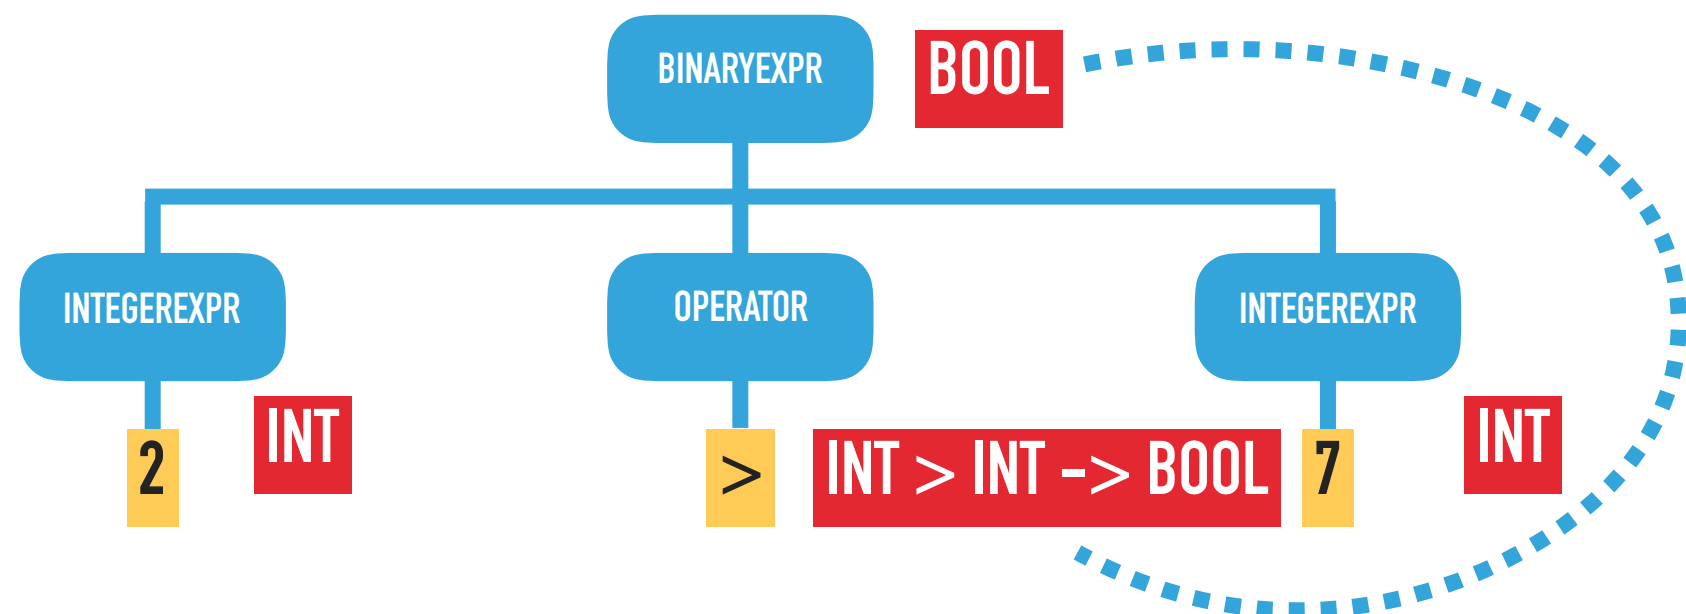 BINARYEXPR
BOOL
INTEGEREXPR
OPERATOR
INTEGEREXPR
2
INT
>
INT > INT -> BOOL
7
INT